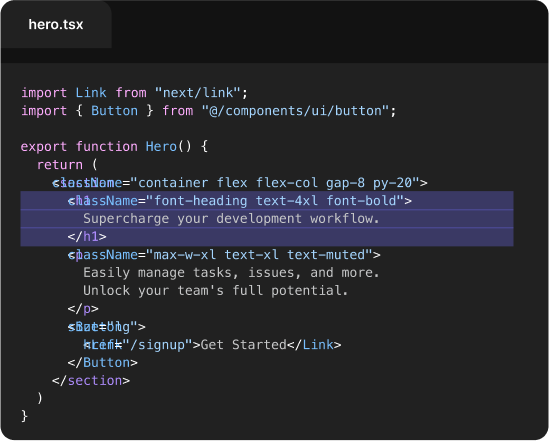 hero.tsx
import Link from "next/link";
import { Button } from "@/components/ui/button";
export function Hero() {
return (
<section className="container flex flex-col gap-8 py-20">
<h1 className="font-heading text-4xl font-bold">
Supercharge your development workflow.
</h1>
<p className="max-w-xl text-xl text-muted">
Easily manage tasks, issues, and more.
Unlock your team's full potential.
</p>
<Button size="lg">
<Link href="/signup">Get Started</Link>
</Button>
</section>
)
}